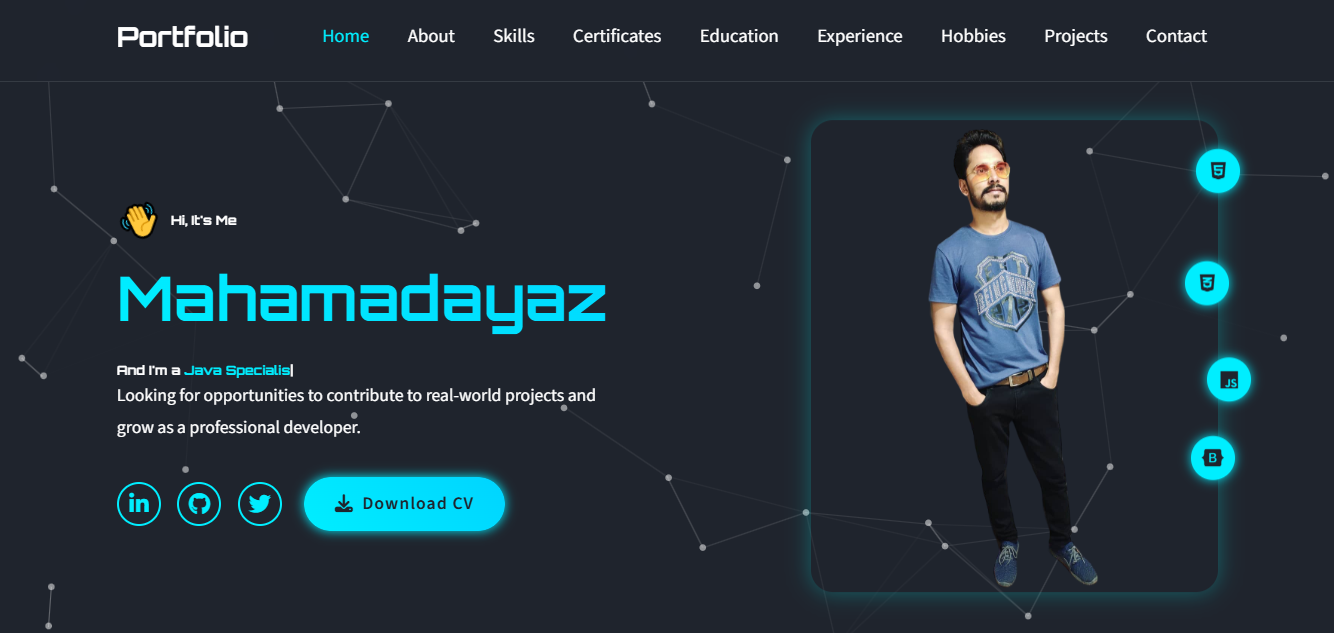 Portfolio
Home About Skills Certificates Education Experience Hobbies Projects Contact
Hi, It's Me
Mahamadayaz
And I'm a Java Specialis|
Looking for opportunities to contribute to real-world projects and
grow as a professional developer.
in
Download CV
5
3
JS
B